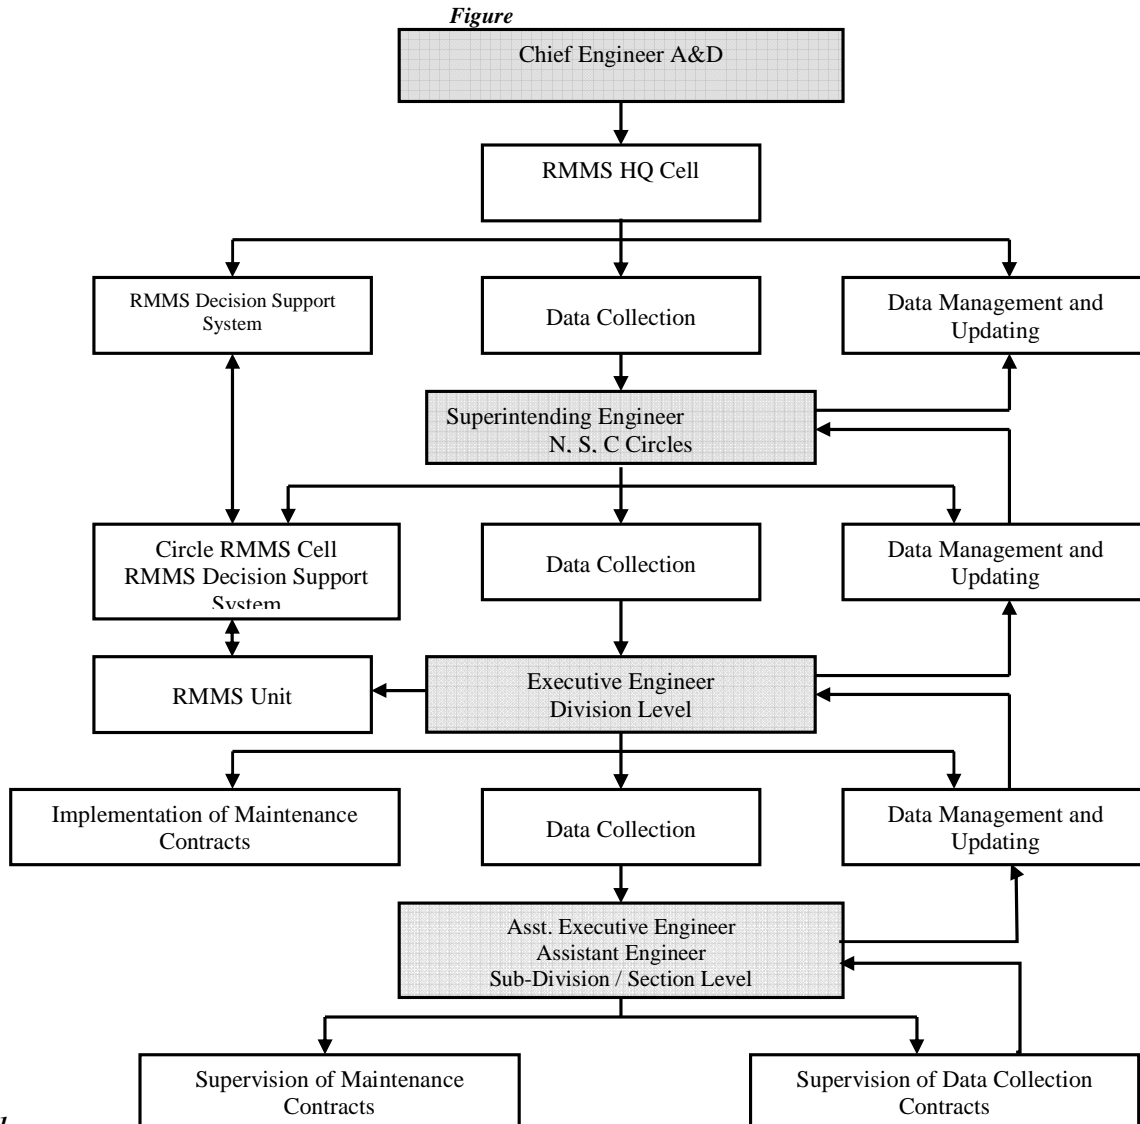 Figure
Chief Engineer A&D
RMMS HQ Cell
RMMS Decision Support
System
Data Collection
Data Management and
Updating
Superintending Engineer
N, S, C Circles
Circle RMMS Cell
RMMS Decision Support
System
Data Collection
Data Management and
Updating
RMMS Unit
Executive Engineer
Division Level
Implementation of Maintenance
Contracts
Data Collection
Data Management and
Updating
Asst. Executive Engineer
Assistant Engineer
Sub-Division / Section Level
Supervision of Maintenance
Contracts
Supervision of Data Collection
Contracts